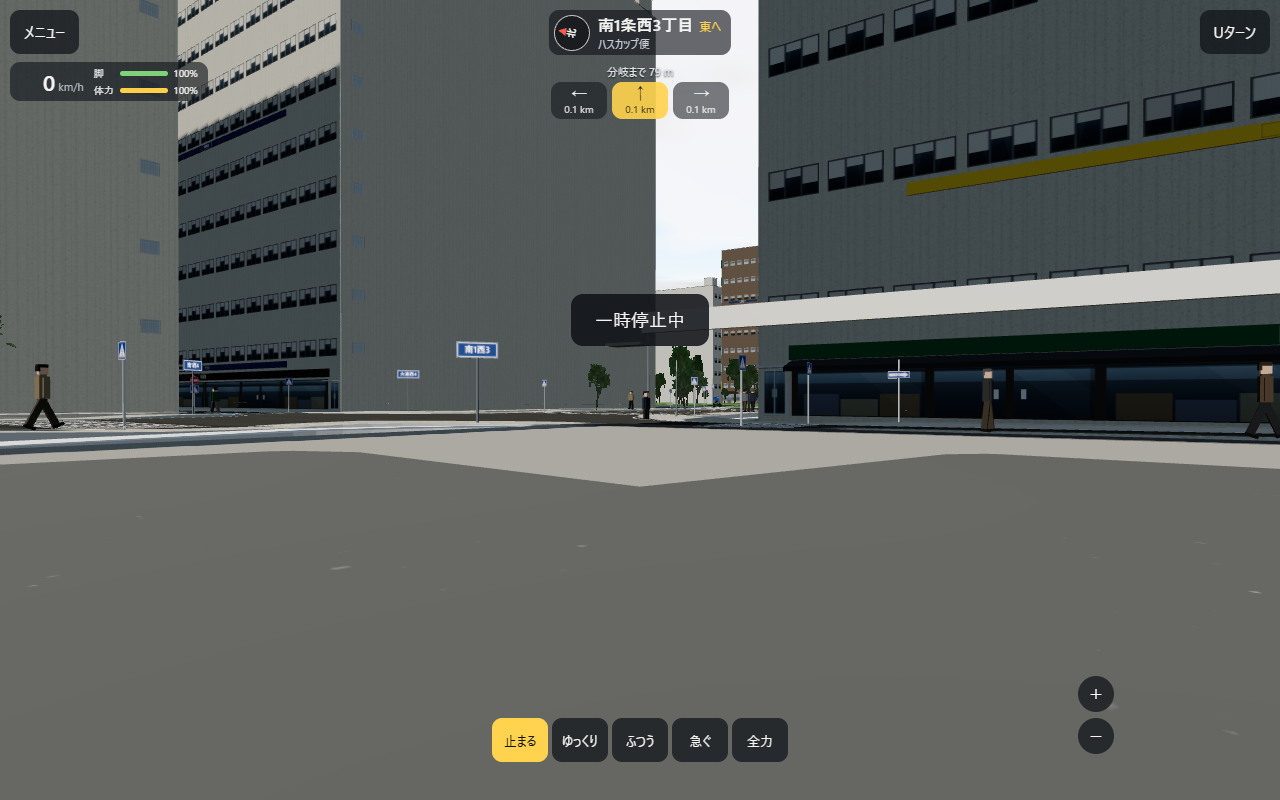 メニュー
0 km/h
脚 100%
体力 100%
南1条西3丁目 東へ
ハスカップ便
分岐まで 79 m
← 0.1 km
↑ 0.1 km
→ 0.1 km
Uターン
一時停止中
南1西3
止まる
ゆっくり
ふつう
急ぐ
全力
+
−